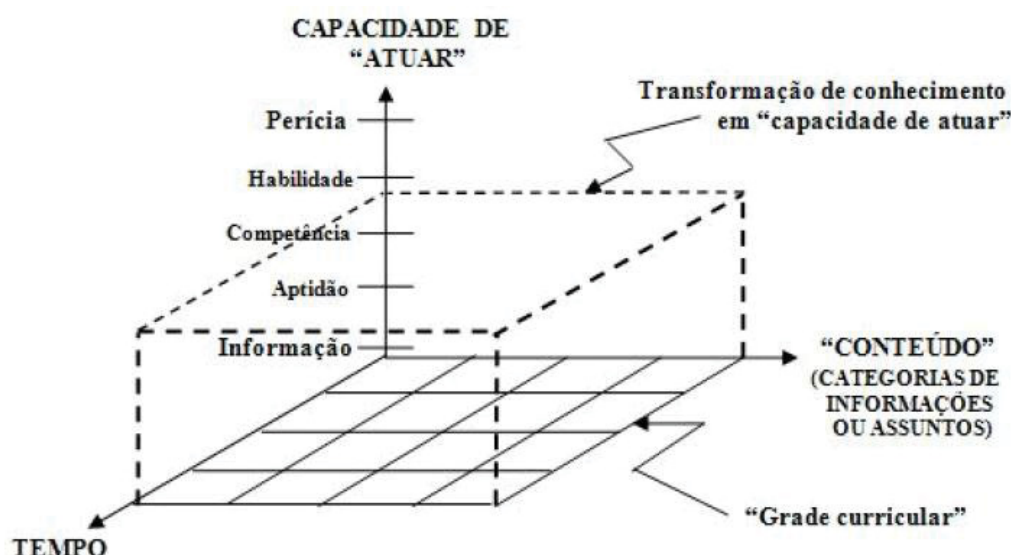 CAPACIDADE DE
“ATUAR”
Transformação de conhecimento
em “capacidade de atuar”
Perícia
Habilidade
Competência
Aptidão
Informação
“CONTEÚDO”
(CATEGORIAS DE
INFORMAÇÕES
OU ASSUNTOS)
“Grade curricular”
TEMPO